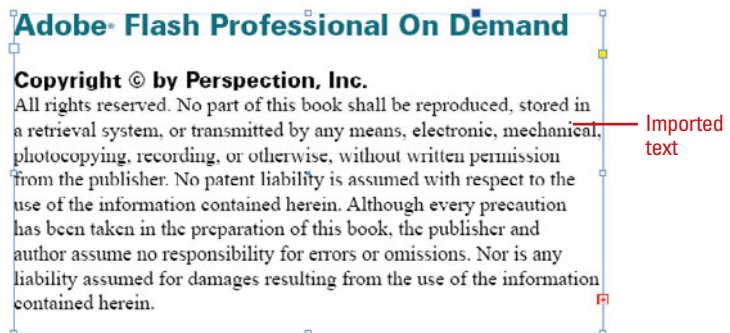 Adobe® Flash Professional On Demand
Copyright © by Perspection, Inc.
All rights reserved. No part of this book shall be reproduced, stored in
a retrieval system, or transmitted by any means, electronic, mechanical,
photocopying, recording, or otherwise, without written permission
from the publisher. No patent liability is assumed with respect to the
use of the information contained herein. Although every precaution
has been taken in the preparation of this book, the publisher and
author assume no responsibility for errors or omissions. Nor is any
liability assumed for damages resulting from the use of the information
contained herein.
Imported
text